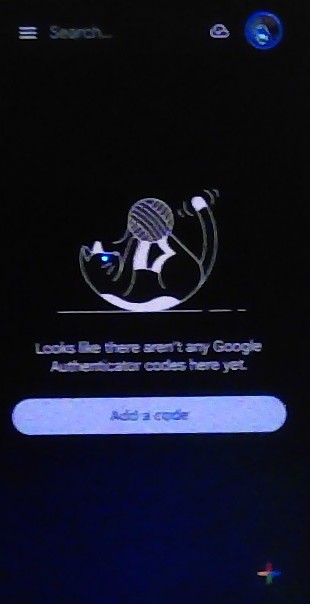 Search...
Looks like there aren't any Google
Authenticator codes here yet.
Add a code